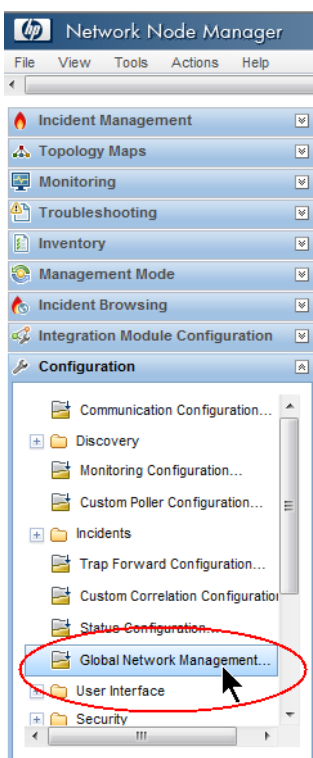 hp Network Node Manager
File View Tools Actions Help
Incident Management
Topology Maps
Monitoring
Troubleshooting
Inventory
Management Mode
Incident Browsing
Integration Module Configuration
Configuration
Communication Configuration...
Discovery
Monitoring Configuration...
Custom Poller Configuration...
Incidents
Trap Forward Configuration...
Custom Correlation Configuration
Status Configuration...
Global Network Management...
User Interface
Security